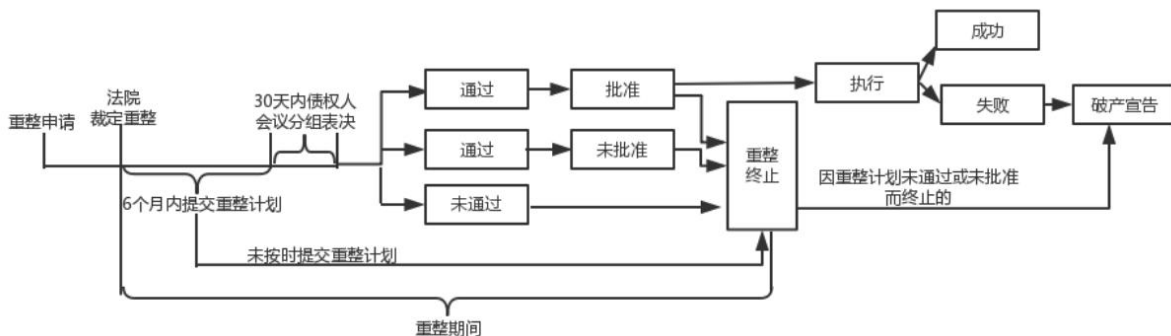 重整申请
法院
裁定重整
30天内债权人
会议分组表决
6个月内提交重整计划
通过
批准
执行
成功
失败
破产宣告
通过
未批准
未通过
重整
终止
因重整计划未通过或未批准
而终止的
未按时提交重整计划
重整期间